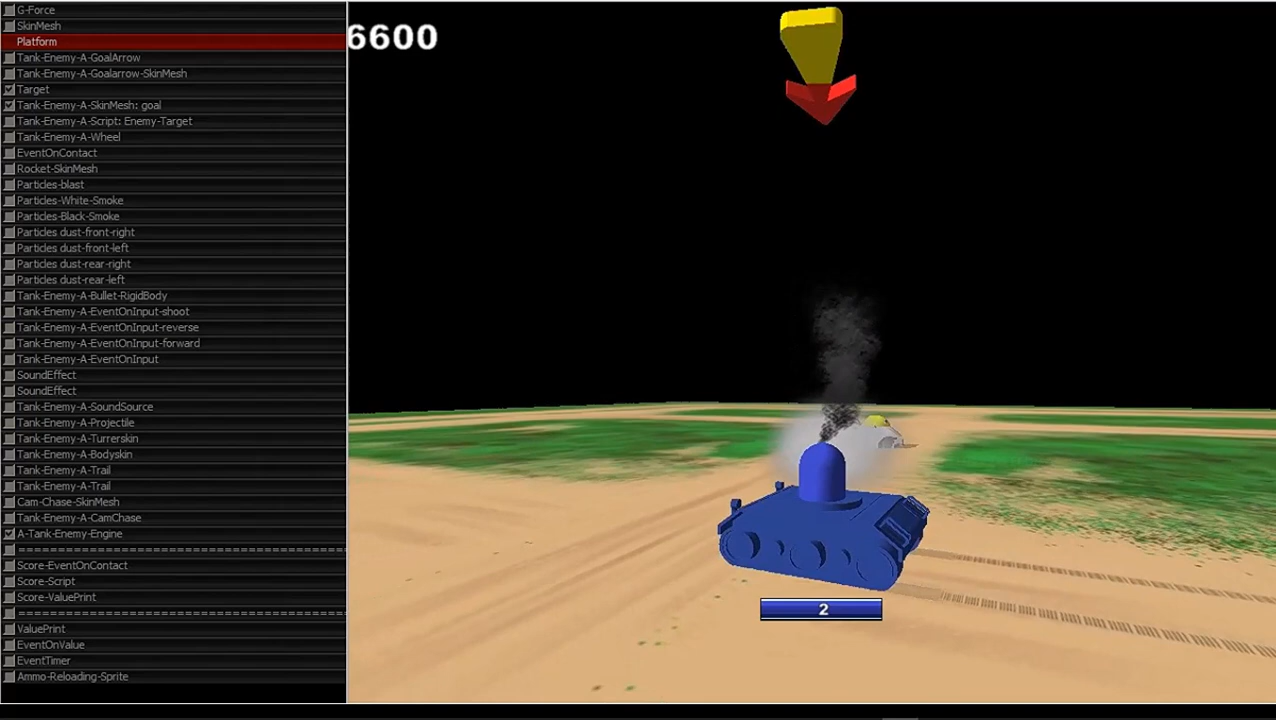 G-Force
SkinMesh
Platform
Tank-Enemy-A-GoalArrow
Tank-Enemy-A-Goalarrow-SkinMesh
Target
Tank-Enemy-A-SkinMesh: goal
Tank-Enemy-A-Script: Enemy-Target
Tank-Enemy-A-Wheel
EventOnContact
Rocket-SkinMesh
Particles-blast
Particles-White-Smoke
Particles-Black-Smoke
Particles dust-front-right
Particles dust-front-left
Particles dust-rear-right
Particles dust-rear-left
Tank-Enemy-A-Bullet-RigidBody
Tank-Enemy-A-EventOnInput-shoot
Tank-Enemy-A-EventOnInput-reverse
Tank-Enemy-A-EventOnInput-forward
Tank-Enemy-A-EventOnInput
SoundEffect
SoundEffect
Tank-Enemy-A-SoundSource
Tank-Enemy-A-Projectile
Tank-Enemy-A-Turrerskin
Tank-Enemy-A-Bodyskin
Tank-Enemy-A-Trail
Tank-Enemy-A-Trail
Cam-Chase-SkinMesh
Tank-Enemy-A-CamChase
A-Tank-Enemy-Engine
========================================
Score-EventOnContact
Score-Script
Score-ValuePrint
========================================
ValuePrint
EventOnValue
EventTimer
Ammo-Reloading-Sprite
6600
2